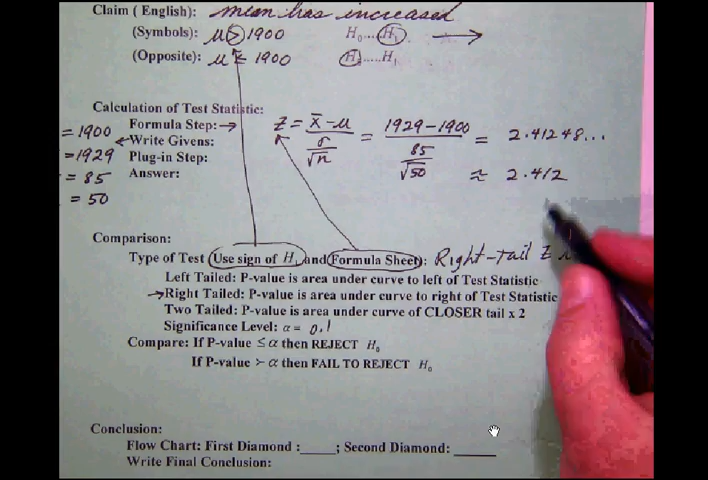 Claim ( English): mean has increased
(Symbols): μ > 1900 H₀....H₁ →
(Opposite): μ ≤ 1900 H₀.....H₁
Calculation of Test Statistic:
Formula Step: → z = (x̄ - μ) / (σ / √n) = (1929 - 1900) / (85 / √50) = 2.41248...
= 1900 ← Write Givens:
= 1929 Plug-in Step:
= 85 Answer: ≈ 2.412
= 50
Comparison:
Type of Test (Use sign of H₁ and Formula Sheet): Right-tail Z
Left Tailed: P-value is area under curve to left of Test Statistic
→ Right Tailed: P-value is area under curve to right of Test Statistic
Two Tailed: P-value is area under curve of CLOSER tail x 2
Significance Level: α = 0.1
Compare: If P-value ≤ α then REJECT H₀
If P-value > α then FAIL TO REJECT H₀
Conclusion:
Flow Chart: First Diamond :_____; Second Diamond: ______
Write Final Conclusion: